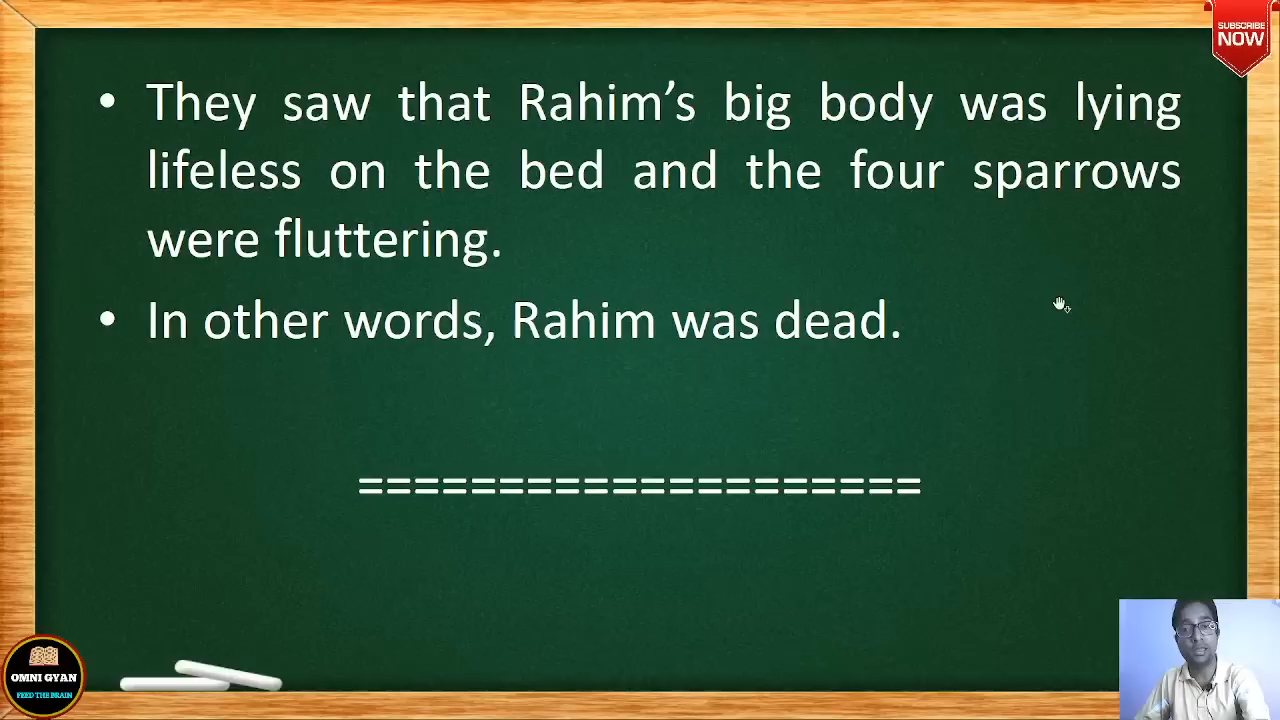 SUBSCRIBE
NOW
• They saw that Rahim’s big body was lying
lifeless on the bed and the four sparrows
were fluttering.
• In other words, Rahim was dead.
====================
OMNI GYAN
FEED THE BRAIN